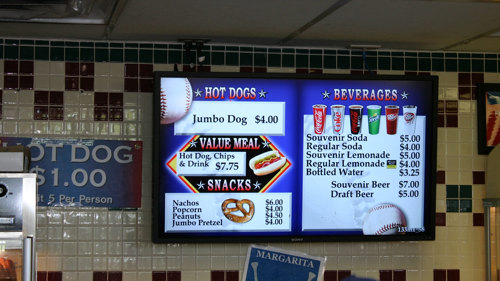 HOT DOGS
Jumbo Dog $4.00
VALUE MEAL
Hot Dog, Chips
& Drink $7.75
SNACKS
Nachos $6.00
Popcorn $4.00
Peanuts $4.50
Jumbo Pretzel $4.00
BEVERAGES
Souvenir Soda $5.00
Regular Soda $4.00
Souvenir Lemonade $5.00
Regular Lemonade $4.00
Bottled Water $3.25
Souvenir Beer $7.00
Draft Beer $5.00
OT DOG
$1.00
it 5 Per Person
MARGARITA